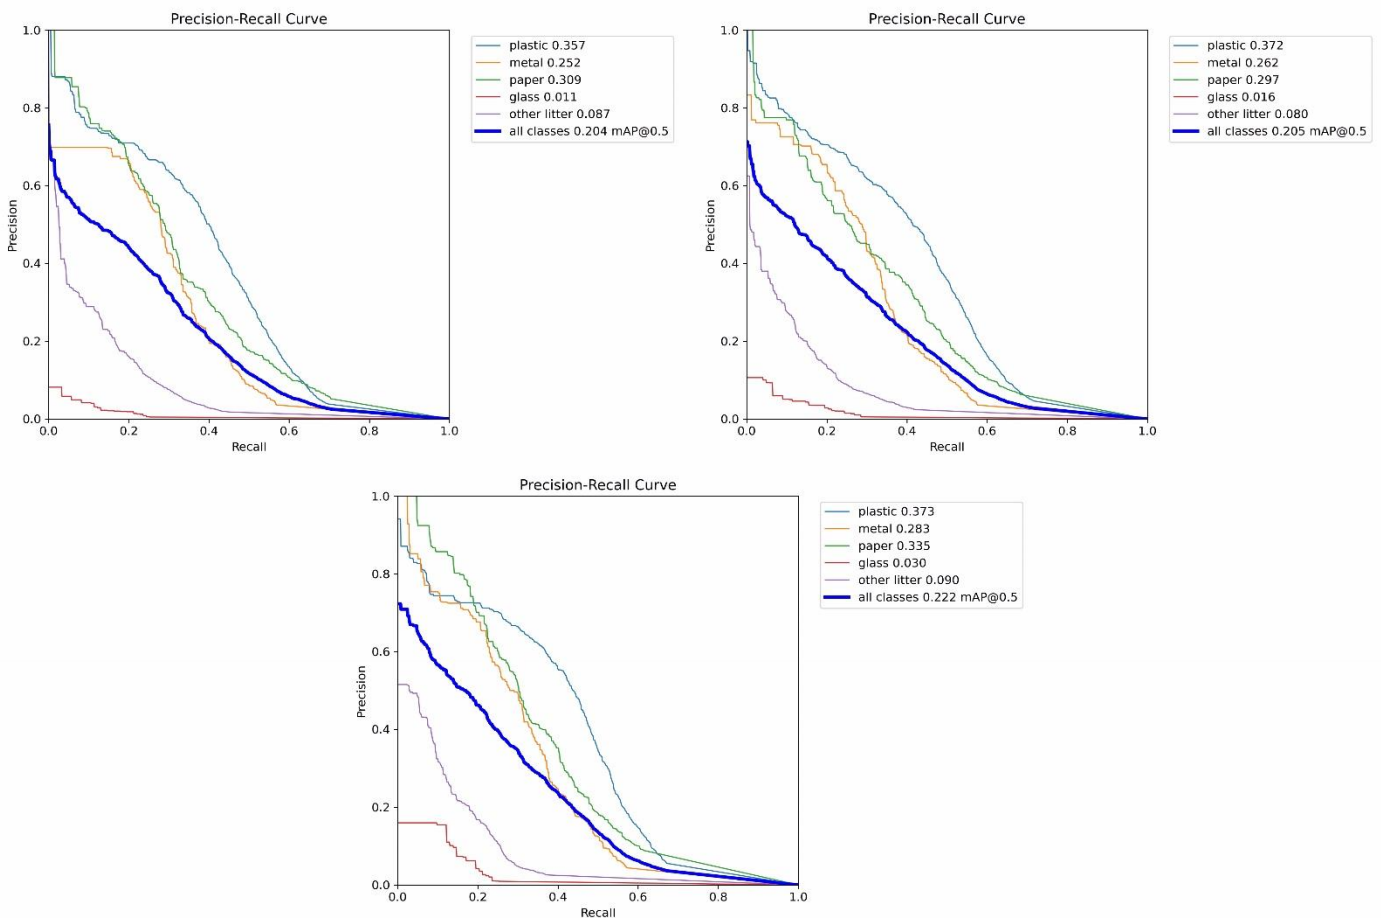 Precision-Recall Curve
1.0
0.8
0.6
0.4
0.2
0.0
Precision
0.0 0.2 0.4 0.6 0.8 1.0
Recall
plastic 0.357
metal 0.252
paper 0.309
glass 0.011
other litter 0.087
all classes 0.204 mAP@0.5
Precision-Recall Curve
1.0
0.8
0.6
0.4
0.2
0.0
Precision
0.0 0.2 0.4 0.6 0.8 1.0
Recall
plastic 0.372
metal 0.262
paper 0.297
glass 0.016
other litter 0.080
all classes 0.205 mAP@0.5
Precision-Recall Curve
1.0
0.8
0.6
0.4
0.2
0.0
Precision
0.0 0.2 0.4 0.6 0.8 1.0
Recall
plastic 0.373
metal 0.283
paper 0.335
glass 0.030
other litter 0.090
all classes 0.222 mAP@0.5